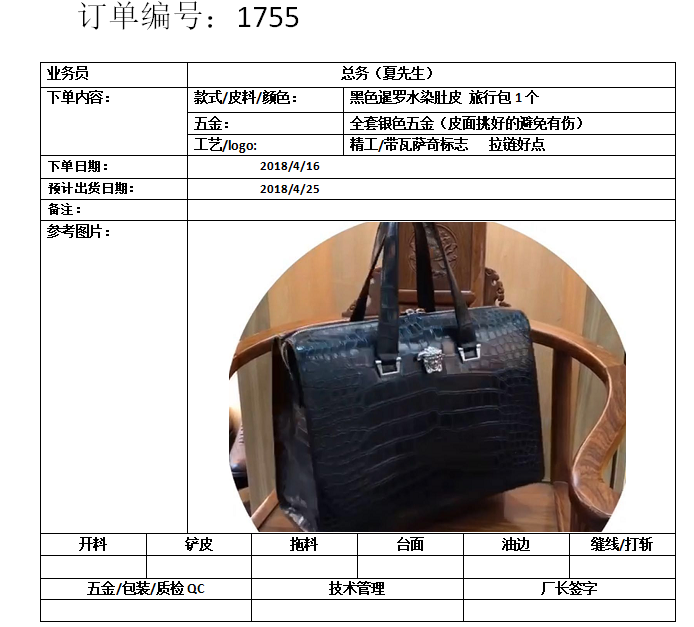 订单编号：1755
业务员 总务（夏先生）
下单内容： 款式/皮料/颜色： 黑色暹罗水染肚皮 旅行包1个
五金： 全套银色五金（皮面挑好的避免有伤）
工艺/logo: 精工/带瓦萨奇标志 拉链好点
下单日期： 2018/4/16
预计出货日期： 2018/4/25
备注：
参考图片：
开料 铲皮 拖料 台面 油边 缝线/打斩
五金/包装/质检QC 技术管理 厂长签字